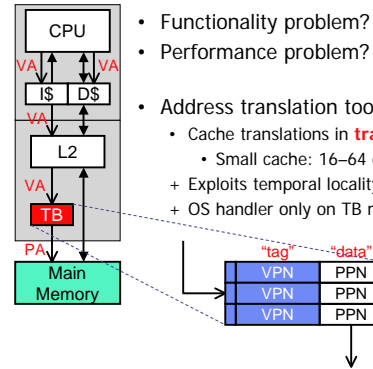 CPU
VA VA
I$ D$
VA
L2
VA
TB
PA
Main
Memory
• Functionality problem?
• Performance problem?
• Address translation too
• Cache translations in tra
• Small cache: 16–64
+ Exploits temporal locality
+ OS handler only on TB
"tag" "data"
VPN PPN
VPN PPN
VPN PPN